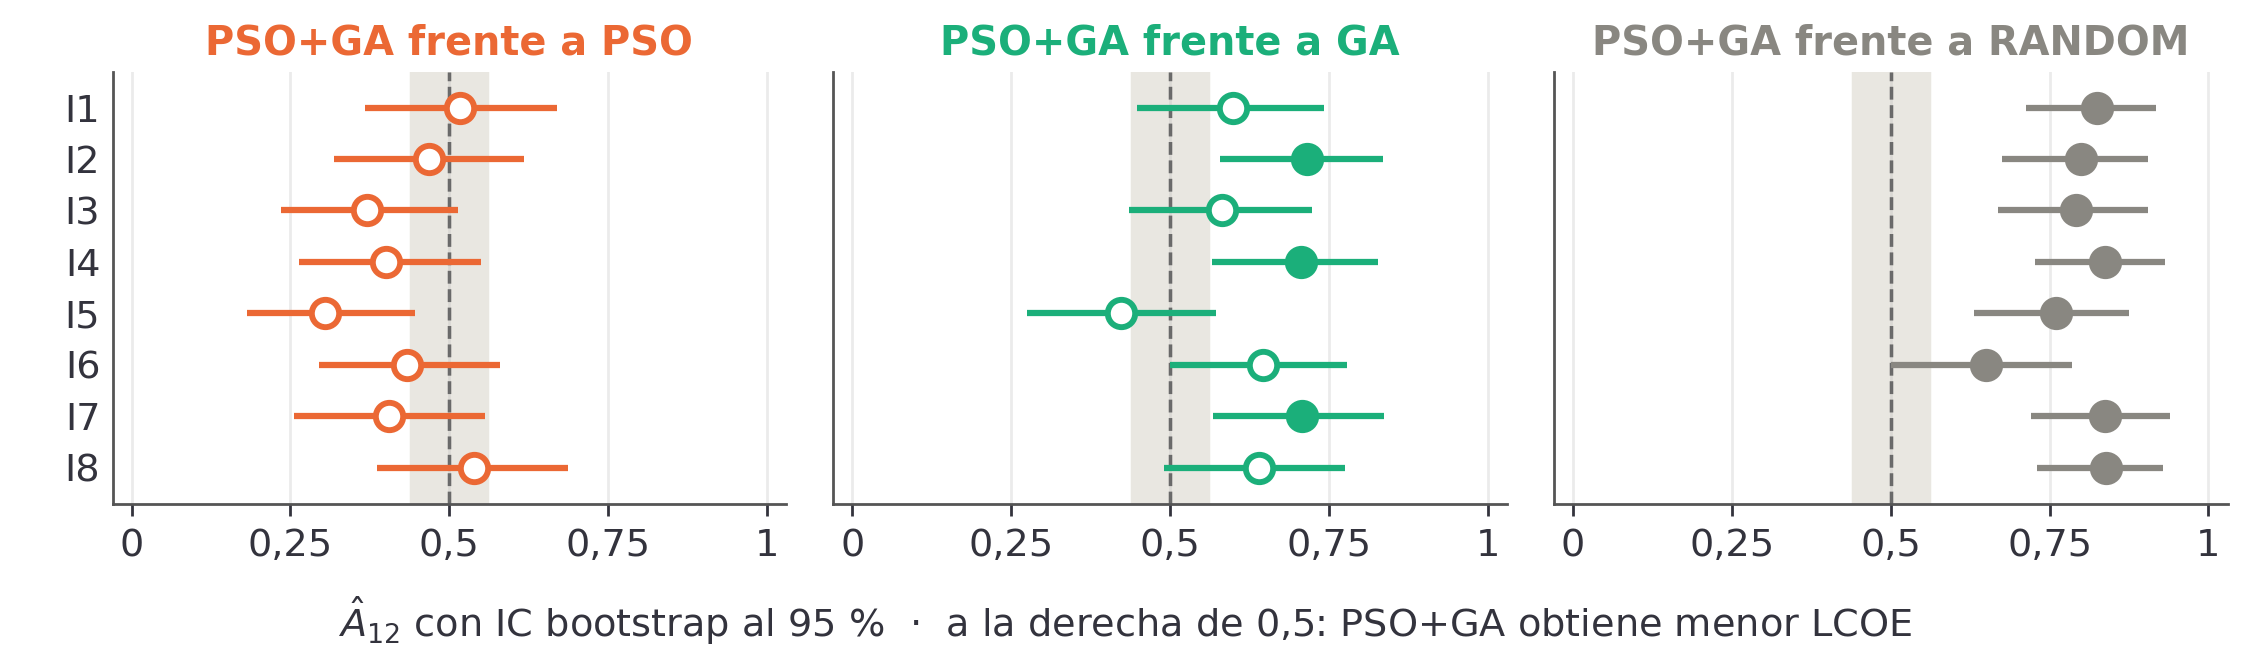 PSO+GA frente a PSO
PSO+GA frente a GA
PSO+GA frente a RANDOM
I1
I2
I3
I4
I5
I6
I7
I8
0 0,25 0,5 0,75 1
0 0,25 0,5 0,75 1
0 0,25 0,5 0,75 1
Â₁₂ con IC bootstrap al 95 % · a la derecha de 0,5: PSO+GA obtiene menor LCOE